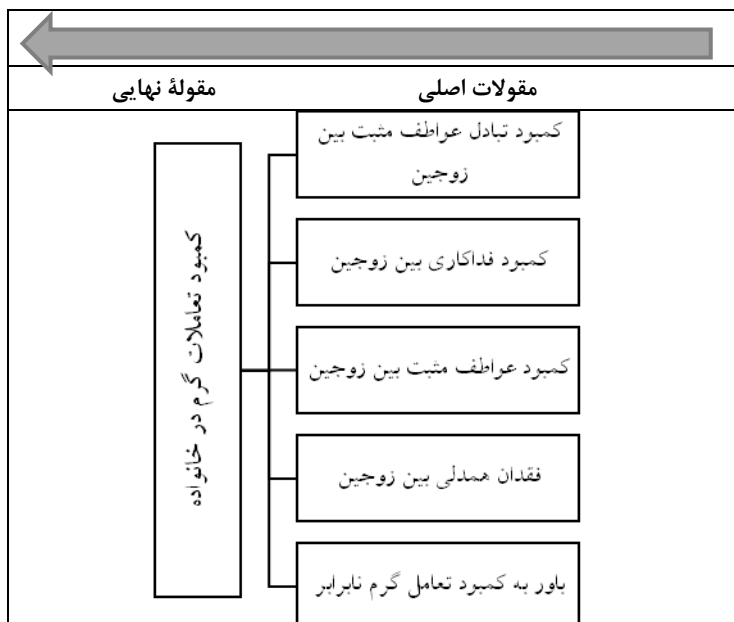 مقولات اصلی
مقولهٔ نهایی
کمبود تبادل عواطف مثبت بین
زوجین
کمبود فداکاری بین زوجین
کمبود عواطف مثبت بین زوجین
فقدان همدلی بین زوجین
باور به کمبود تعامل گرم نابرابر
کمبود تعاملات گرم در خانواده